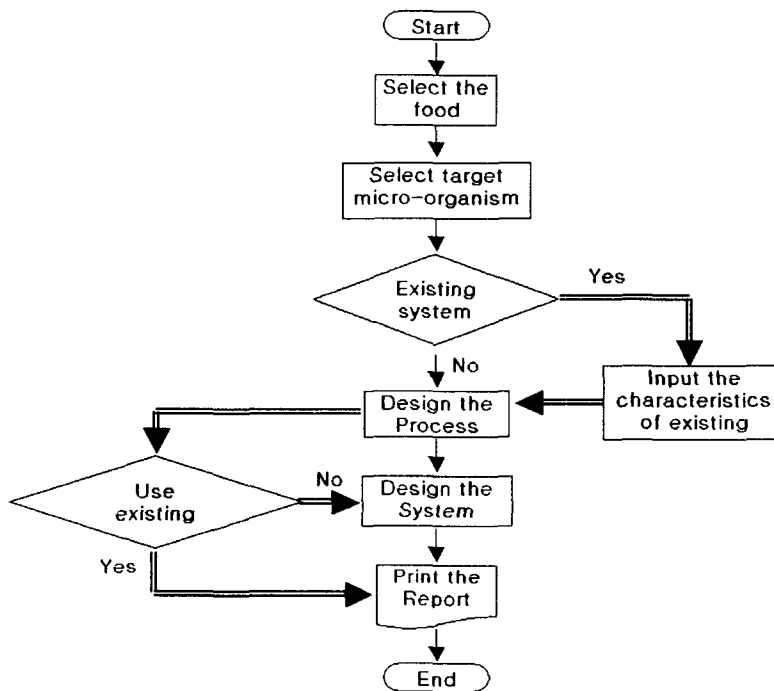 Start
Select the
food
Select target
micro-organism
Existing
system
Yes
No
Input the
characteristics
of existing
Design the
Process
Use
existing
No
Design the
System
Yes
Print the
Report
End